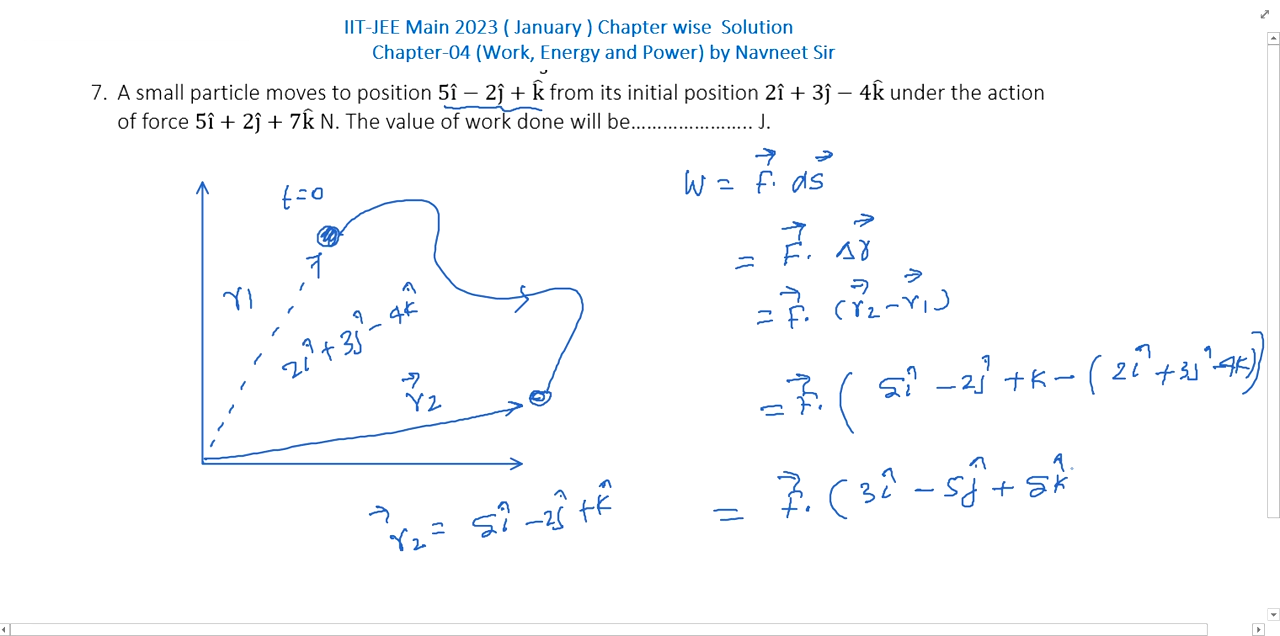 IIT-JEE Main 2023 ( January ) Chapter wise Solution
Chapter-04 (Work, Energy and Power) by Navneet Sir
7. A small particle moves to position 5î − 2ĵ + k̂ from its initial position 2î + 3ĵ − 4k̂ under the action
of force 5î + 2ĵ + 7k̂ N. The value of work done will be...................... J.
t=0
r1
2î + 3ĵ − 4k̂
r⃗2
r⃗2 = 5î − 2ĵ + k̂
W = F⃗. ds⃗
= F⃗. Δr⃗
= F⃗. (r⃗2 − r⃗1)
= F⃗. ( 5î − 2ĵ + k − ( 2î + 3ĵ − 4k))
= F⃗. ( 3î − 5ĵ + 5k̂